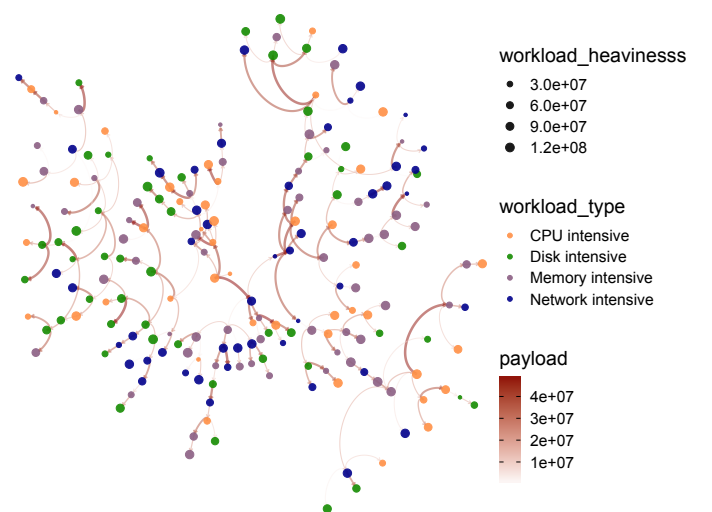 workload_heavinesss
3.0e+07
6.0e+07
9.0e+07
1.2e+08
workload_type
CPU intensive
Disk intensive
Memory intensive
Network intensive
payload
4e+07
3e+07
2e+07
1e+07